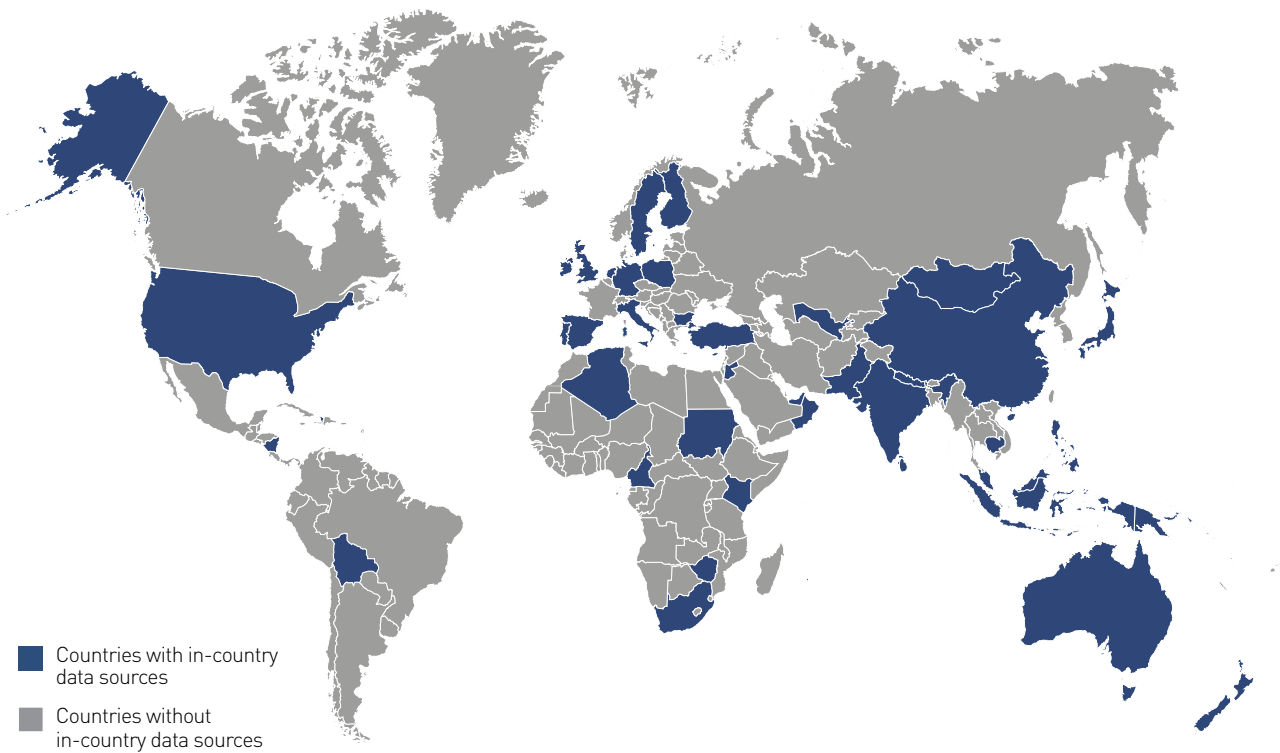 Countries with in-country
data sources
Countries without
in-country data sources